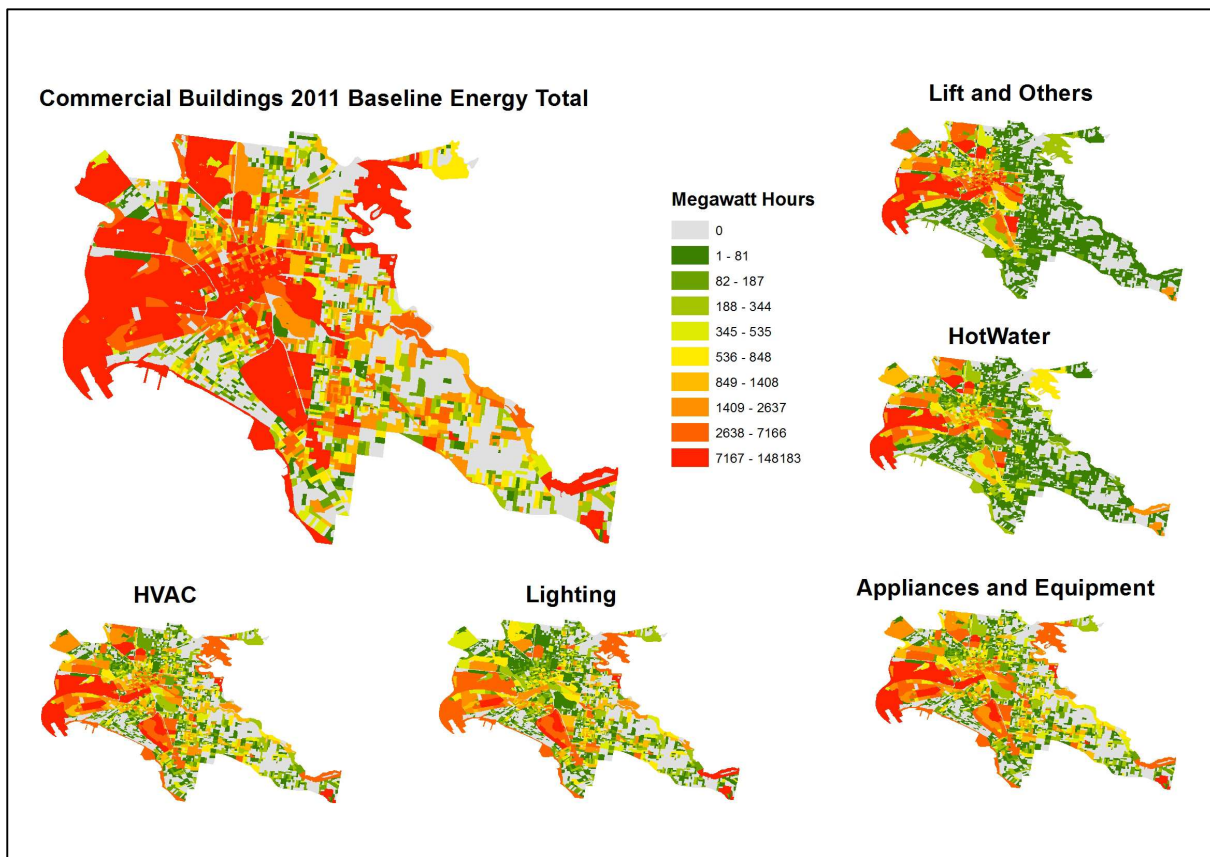 Commercial Buildings 2011 Baseline Energy Total
Lift and Others
Megawatt Hours
0
1 - 81
82 - 187
188 - 344
345 - 535
536 - 848
849 - 1408
1409 - 2637
2638 - 7166
7167 - 148183
HotWater
HVAC
Lighting
Appliances and Equipment